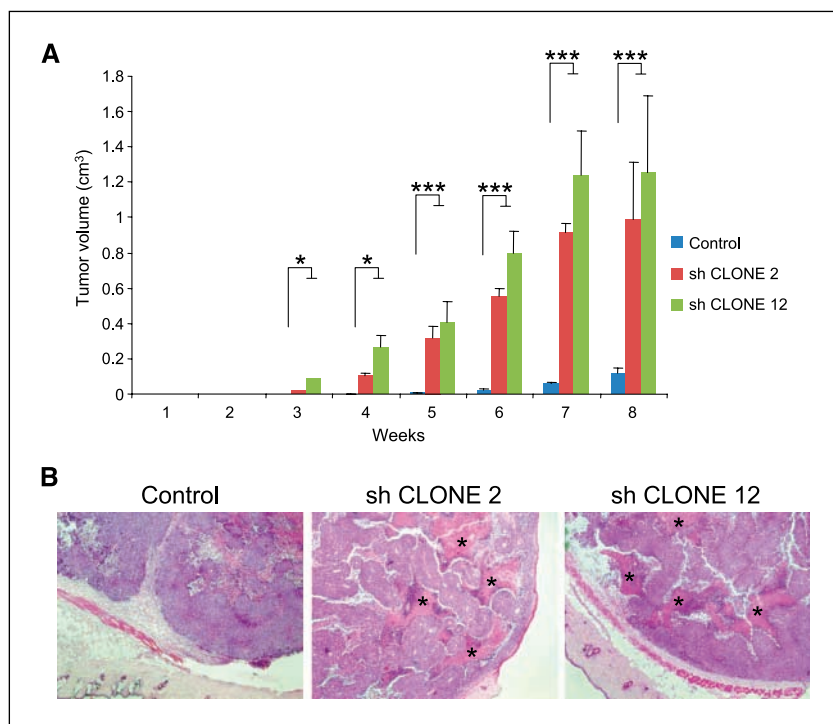 A
*** ***
*** ***
* *
1.8
1.6
1.4
1.2
1
0.8
0.6
0.4
0.2
0
Tumor volume (cm³)
1 2 3 4 5 6 7 8
Weeks
Control
sh CLONE 2
sh CLONE 12
B
Control sh CLONE 2 sh CLONE 12
* * * *
* * * *